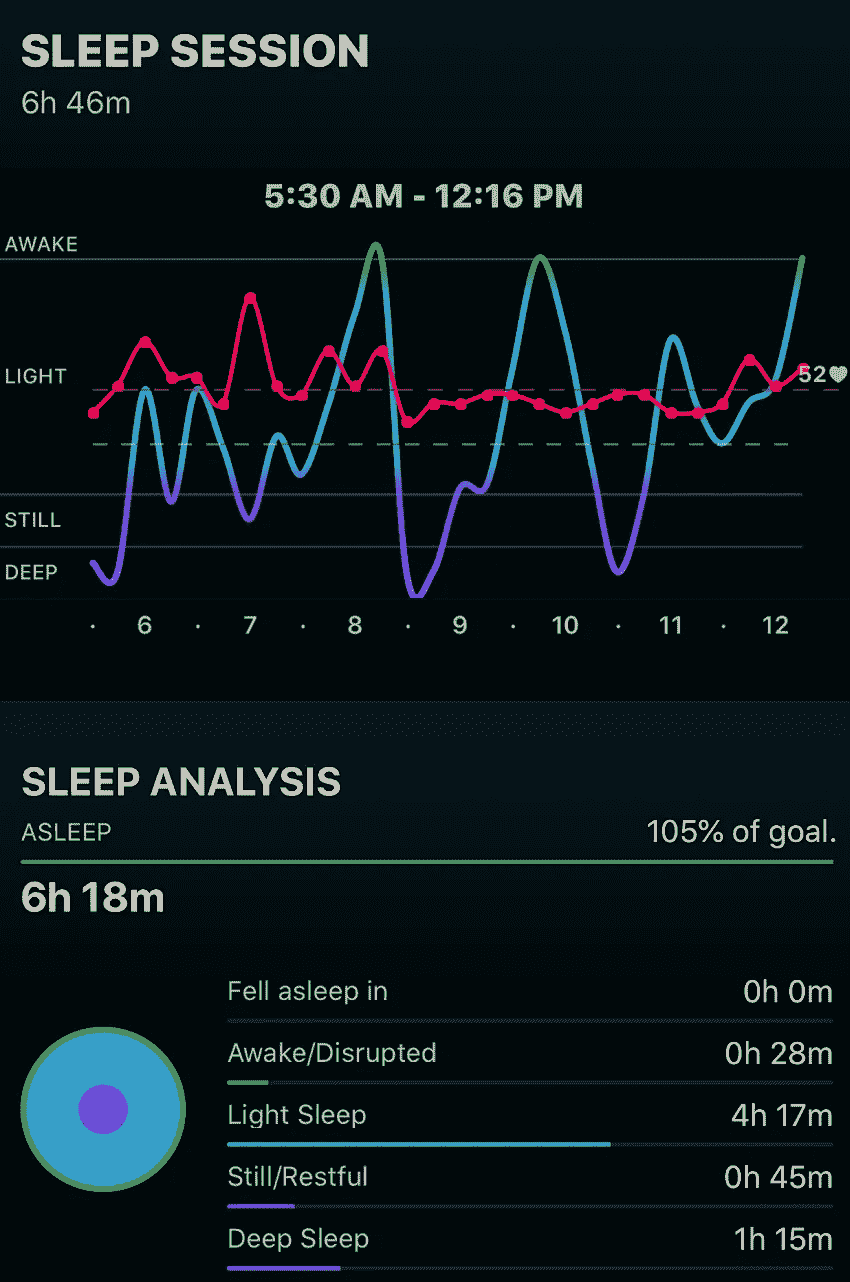 SLEEP SESSION
6h 46m
5:30 AM - 12:16 PM
AWAKE
LIGHT
52♥
STILL
DEEP
· 6 · 7 · 8 · 9 · 10 · 11 · 12
SLEEP ANALYSIS
ASLEEP 105% of goal.
6h 18m
Fell asleep in 0h 0m
Awake/Disrupted 0h 28m
Light Sleep 4h 17m
Still/Restful 0h 45m
Deep Sleep 1h 15m